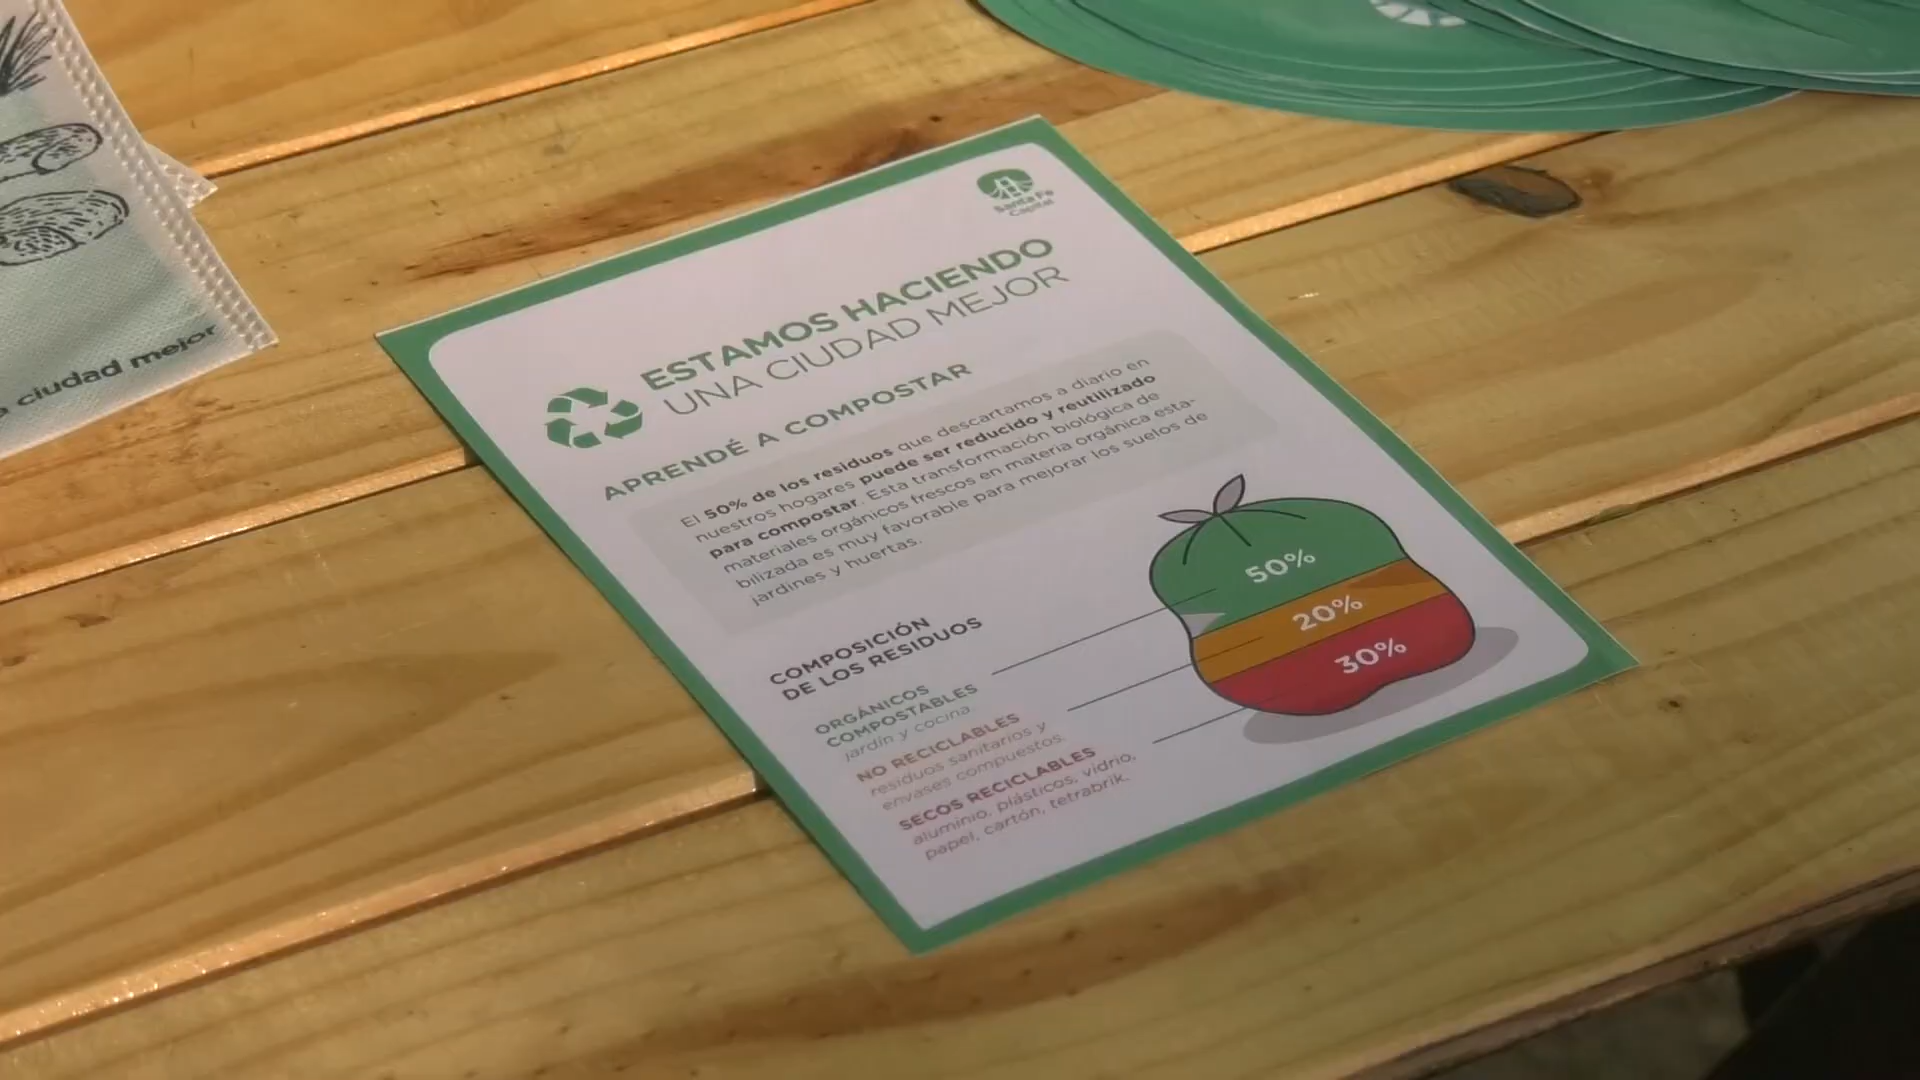 Santa Fe
Capital
ESTAMOS HACIENDO
UNA CIUDAD MEJOR
APRENDÉ A COMPOSTAR
El 50% de los residuos que descartamos a diario en
nuestros hogares puede ser reducido y reutilizado
para compostar. Esta transformación biológica de
materiales orgánicos frescos en materia orgánica esta-
bilizada es muy favorable para mejorar los suelos de
jardines y huertas.
COMPOSICIÓN
DE LOS RESIDUOS
ORGÁNICOS
COMPOSTABLES
jardín y cocina.
NO RECICLABLES
residuos sanitarios y
envases compuestos.
SECOS RECICLABLES
aluminio, plásticos, vidrio,
papel, cartón, tetrabrik.
50%
20%
30%
ciudad mejor